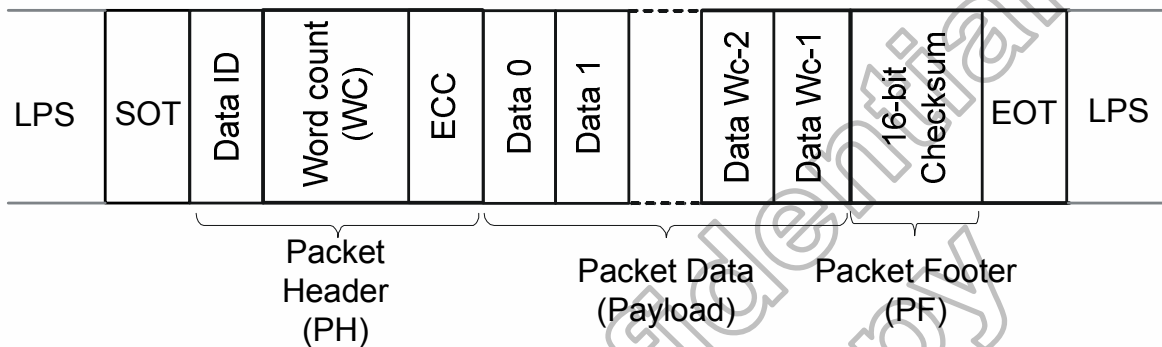 LPS
SOT
Data ID
Word count
(WC)
ECC
Data 0
Data 1
Data Wc-2
Data Wc-1
16-bit
Checksum
EOT
LPS
Packet
Header
(PH)
Packet Data
(Payload)
Packet Footer
(PF)